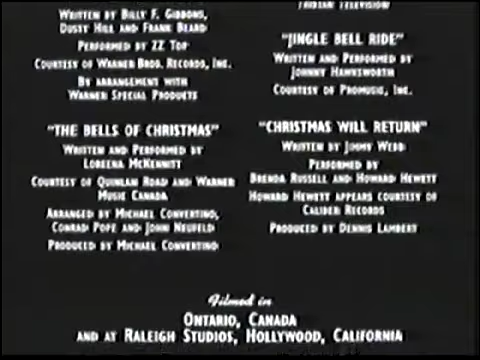 WRITTEN BY BILLY F. GIBBONS,
DUSTY HILL AND FRANK BEARD
PERFORMED BY ZZ TOP
COURTESY OF WARNER BROS. RECORDS, INC.
BY ARRANGEMENT WITH
WARNER SPECIAL PRODUCTS
"THE BELLS OF CHRISTMAS"
WRITTEN AND PERFORMED BY
LOREENA MCKENNITT
COURTESY OF QUINLAN ROAD AND WARNER
MUSIC CANADA
ARRANGED BY MICHAEL CONVERTINO,
CONRAD POPE AND JOHN NEUFELD
PRODUCED BY MICHAEL CONVERTINO
TELEVISION
"JINGLE BELL RIDE"
WRITTEN AND PERFORMED BY
JOHNNY HAWKSWORTH
COURTESY OF PROMUSIC, INC.
"CHRISTMAS WILL RETURN"
WRITTEN BY JIMMY WEBB
PERFORMED BY
BRENDA RUSSELL AND HOWARD HEWETT
HOWARD HEWETT APPEARS COURTESY OF
CALIBER RECORDS
PRODUCED BY DENNIS LAMBERT
Filmed in
ONTARIO, CANADA
AND AT RALEIGH STUDIOS, HOLLYWOOD, CALIFORNIA